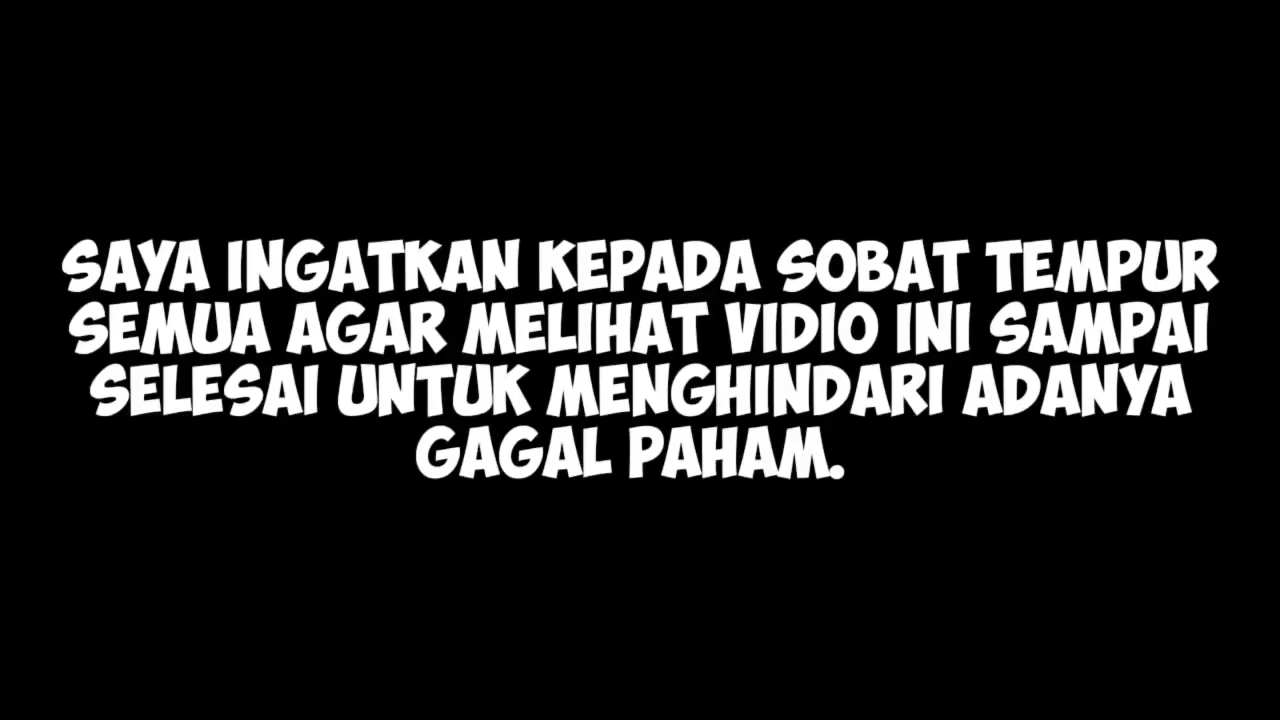 SAYA INGATKAN KEPADA SOBAT TEMPUR
SEMUA AGAR MELIHAT VIDIO INI SAMPAI
SELESAI UNTUK MENGHINDARI ADANYA
GAGAL PAHAM.